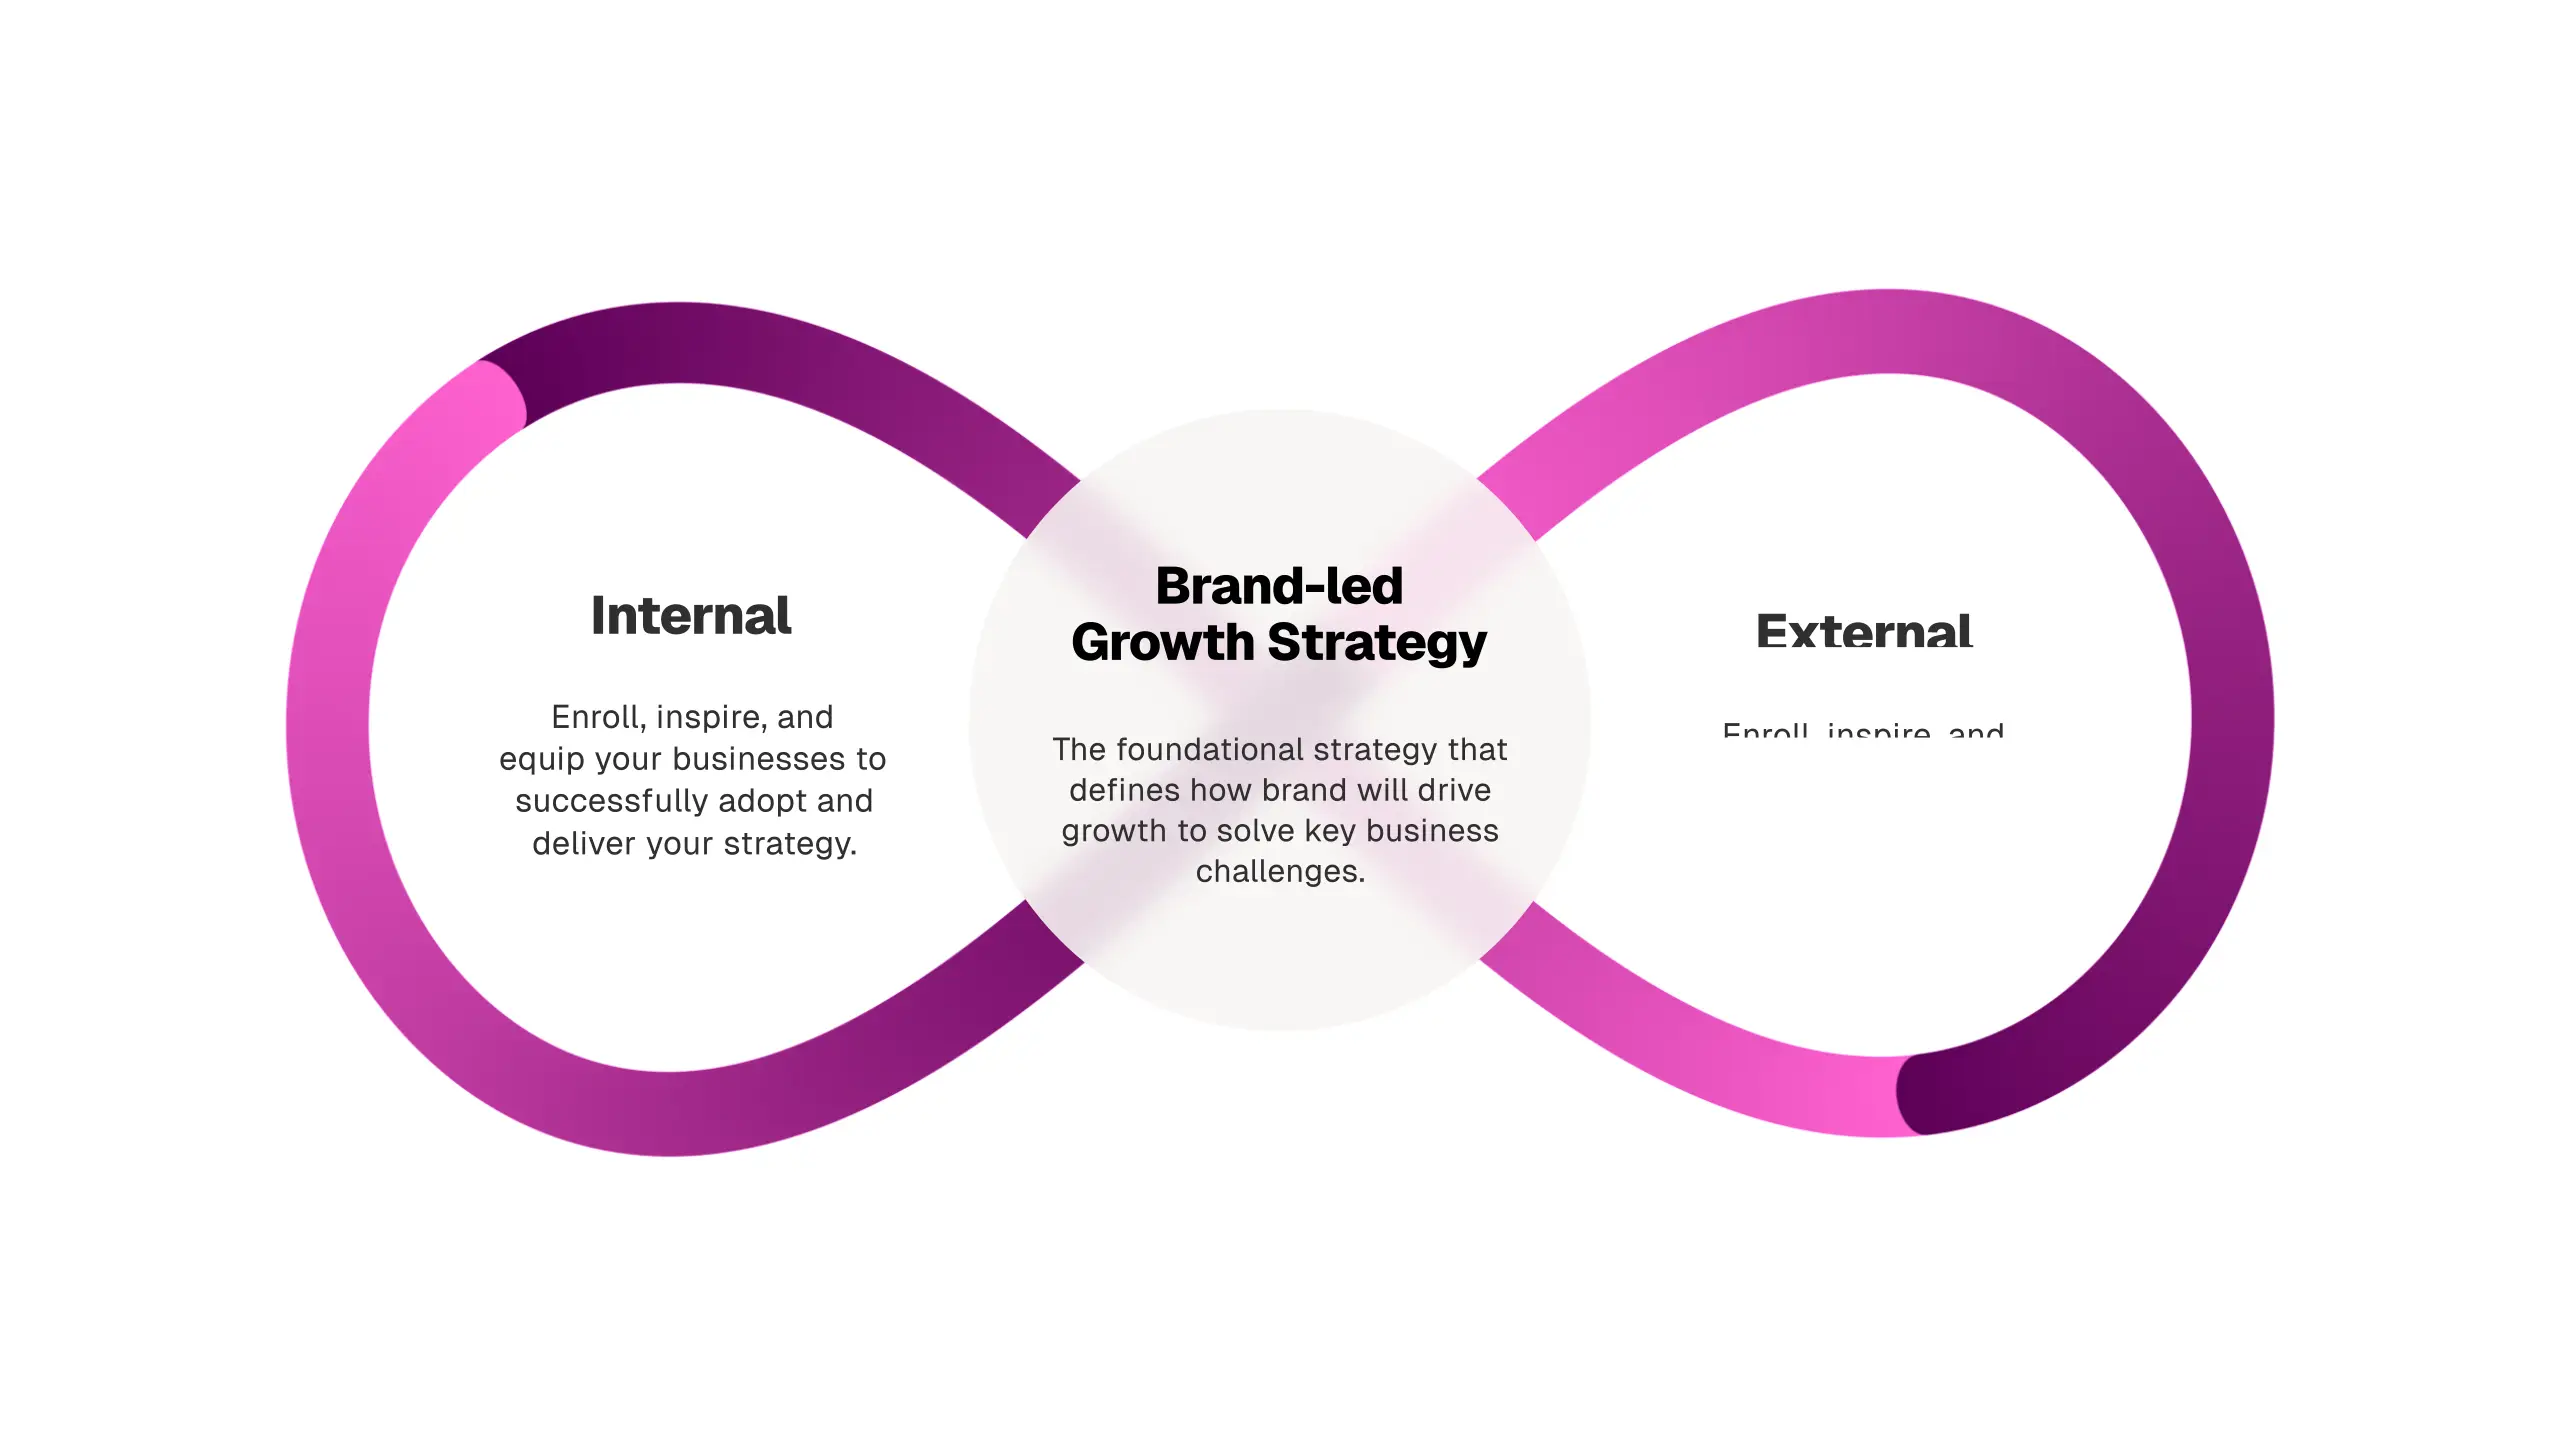 Internal
Enroll, inspire, and
equip your businesses to
successfully adopt and
deliver your strategy.
Brand-led
Growth Strategy
The foundational strategy that
defines how brand will drive
growth to solve key business
challenges.
External
Enroll, inspire, and